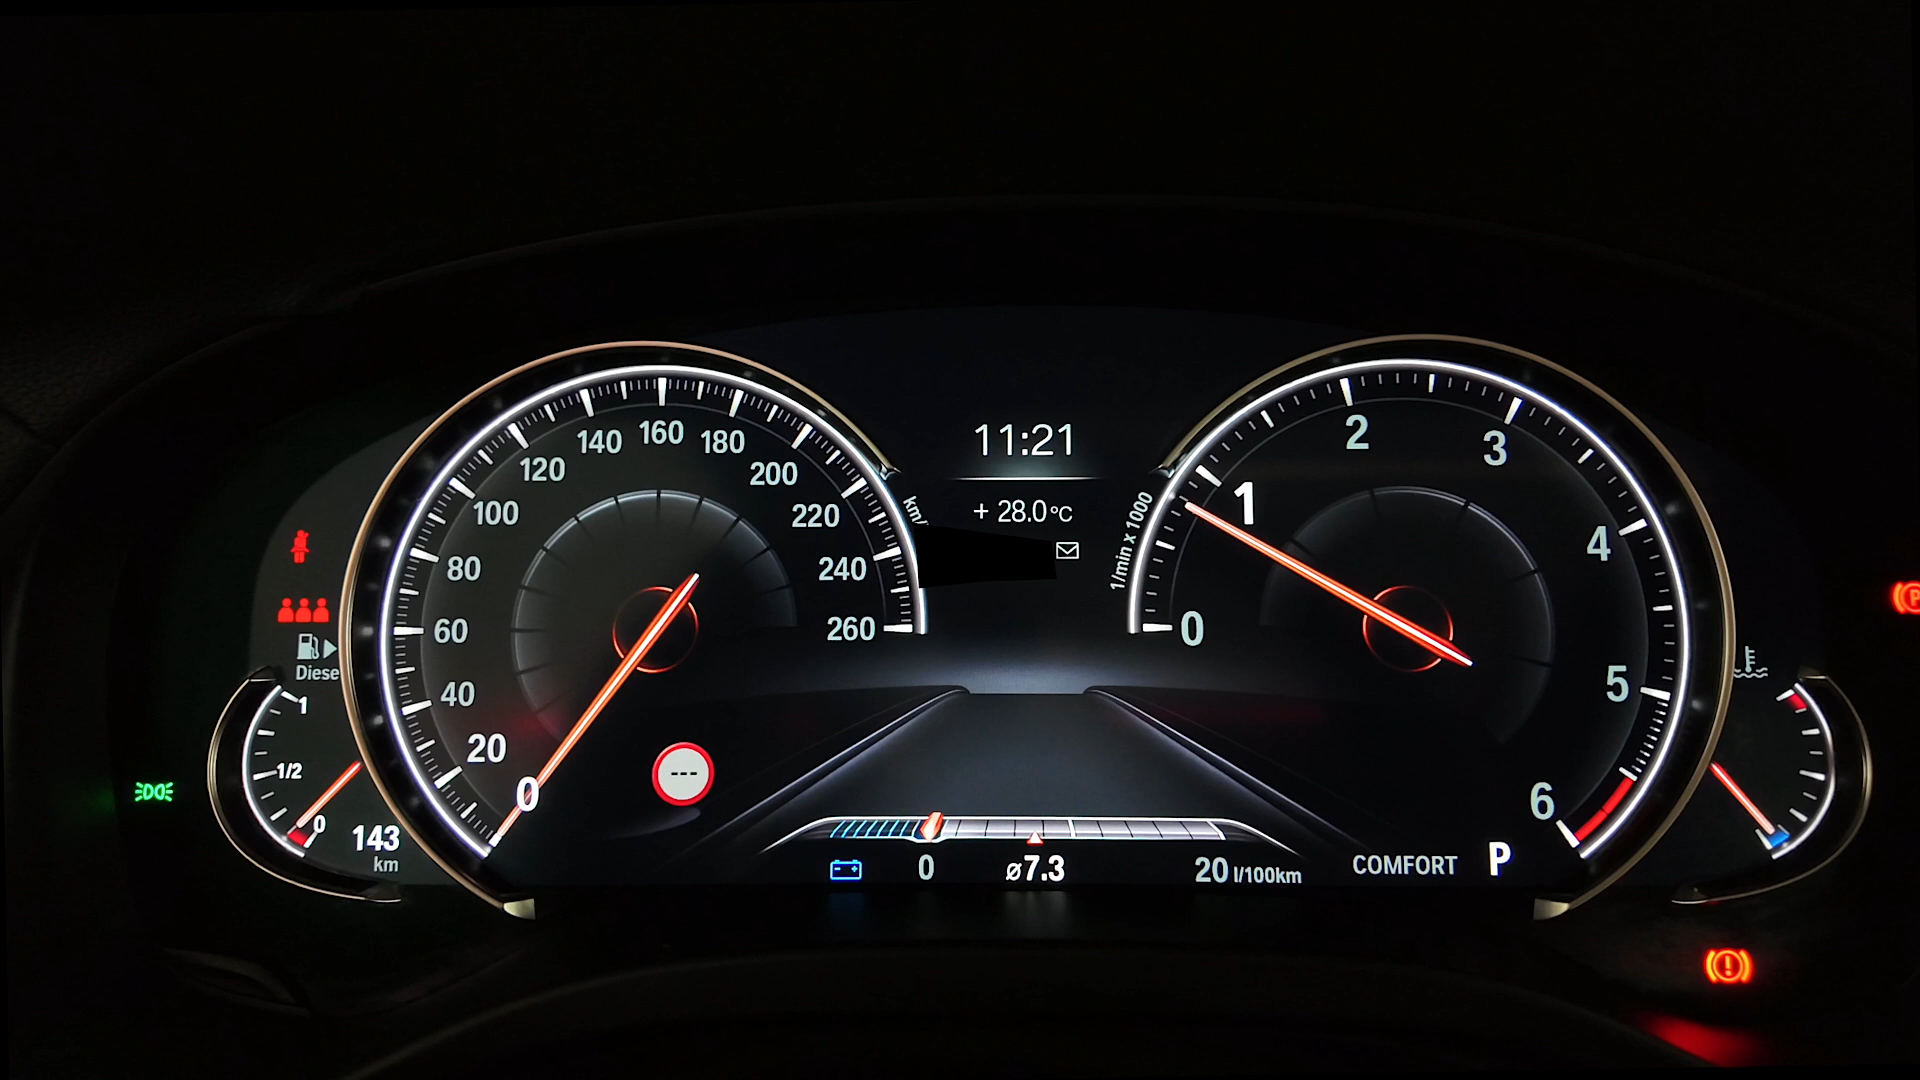 11:21
+ 28.0°C
km/
0
20
40
60
80
100
120
140
160
180
200
220
240
260
1/min x 1000
0
1
2
3
4
5
6
Diese
1
1/2
0
143
km
---
0
ø7.3
20 l/100km
COMFORT
P
P